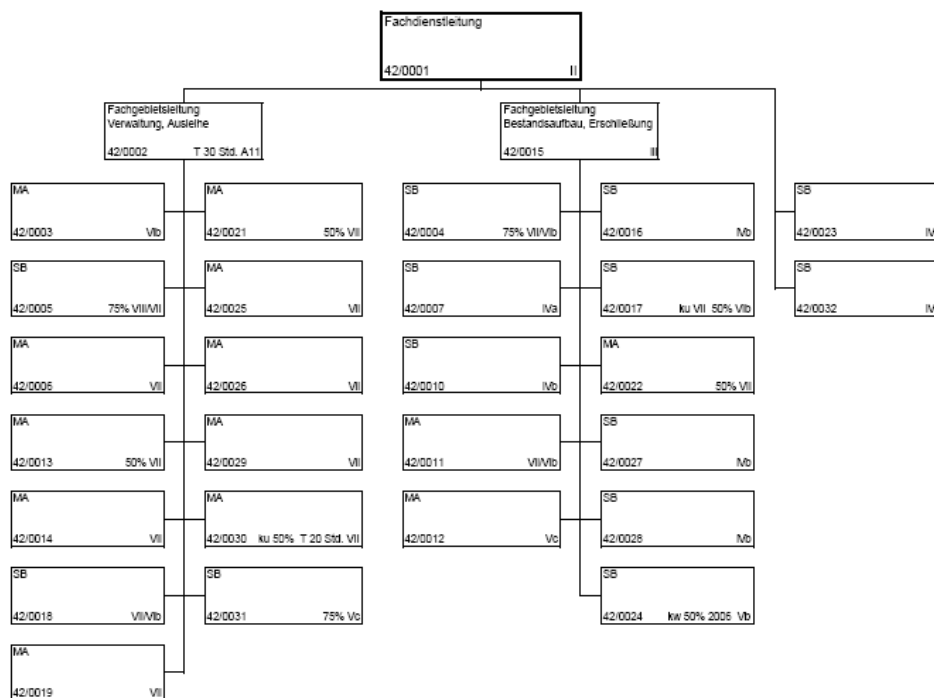 Fachdienstleitung
42/0001 II
Fachgebietsleitung
Verwaltung, Ausleihe
42/0002 T 30 Std. A11
Fachgebietsleitung
Bestandsaufbau, Erschließung
42/0015 III
MA
42/0003 VIb
MA
42/0021 50% VII
SB
42/0004 75% VII/VIb
SB
42/0016 IVb
SB
42/0023
SB
42/0005 75% VIII/VII
MA
42/0025 VII
SB
42/0007 IVa
SB
42/0017 ku VII 50% VIb
SB
42/0032
MA
42/0006 VII
MA
42/0026 VII
SB
42/0010 IVb
MA
42/0022 50% VII
MA
42/0013 50% VII
MA
42/0029 VII
MA
42/0011 VII/VIb
SB
42/0027 IVb
MA
42/0014 VII
MA
42/0030 ku 50% T 20 Std. VII
MA
42/0012 Vc
SB
42/0028 IVb
SB
42/0018 VII/VIb
SB
42/0031 75% Vc
SB
42/0024 kw 50% 2006 Vb
MA
42/0019 VII